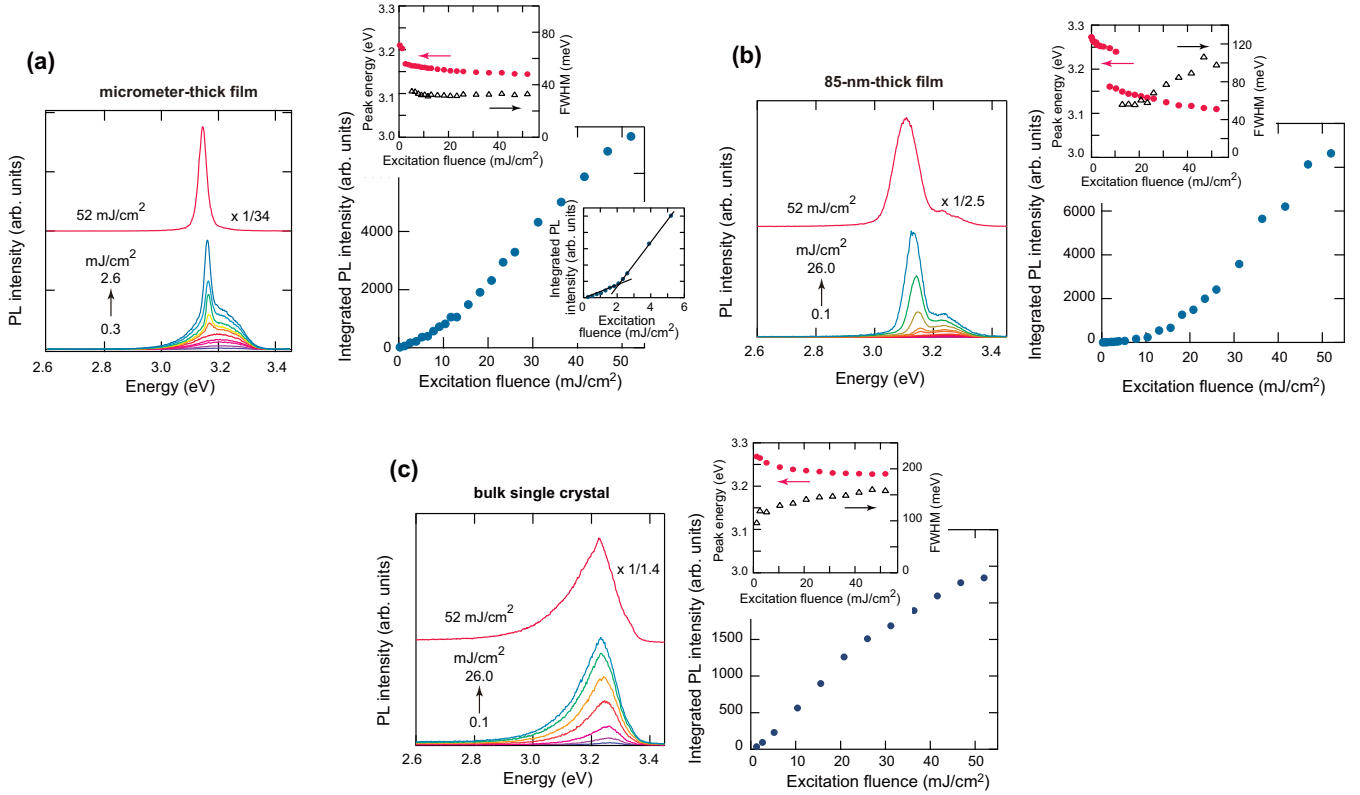 (a)
micrometer-thick film
PL intensity (arb. units)
52 mJ/cm2
x 1/34
mJ/cm2
2.6
0.3
2.6 2.8 3.0 3.2 3.4
Energy (eV)
3.3
3.2
3.1
3.0
Peak energy (eV)
80
40
0
FWHM (meV)
0 20 40
Excitation fluence (mJ/cm2)
Integrated PL intensity (arb. units)
4000
2000
0
0 10 20 30 40 50
Excitation fluence (mJ/cm2)
Integrated PL
intensity (arb. units)
0 2 4 6
Excitation
fluence (mJ/cm2)
(b)
85-nm-thick film
PL intensity (arb. units)
52 mJ/cm2
x 1/2.5
mJ/cm2
26.0
0.1
2.6 2.8 3.0 3.2 3.4
Energy (eV)
3.3
3.2
3.1
3.0
Peak energy (eV)
120
80
40
0
FWHM (meV)
0 20 40
Excitation fluence (mJ/cm2)
Integrated PL intensity (arb. units)
6000
4000
2000
0
0 10 20 30 40 50
Excitation fluence (mJ/cm2)
(c)
bulk single crystal
PL intensity (arb. units)
52 mJ/cm2
x 1/1.4
mJ/cm2
26.0
0.1
2.6 2.8 3.0 3.2 3.4
Energy (eV)
3.3
3.2
3.1
3.0
Peak energy (eV)
200
100
0
FWHM (meV)
0 10 20 30 40 50
Excitation fluence (mJ/cm2)
Integrated PL intensity (arb. units)
1500
1000
500
0
0 10 20 30 40 50
Excitation fluence (mJ/cm2)